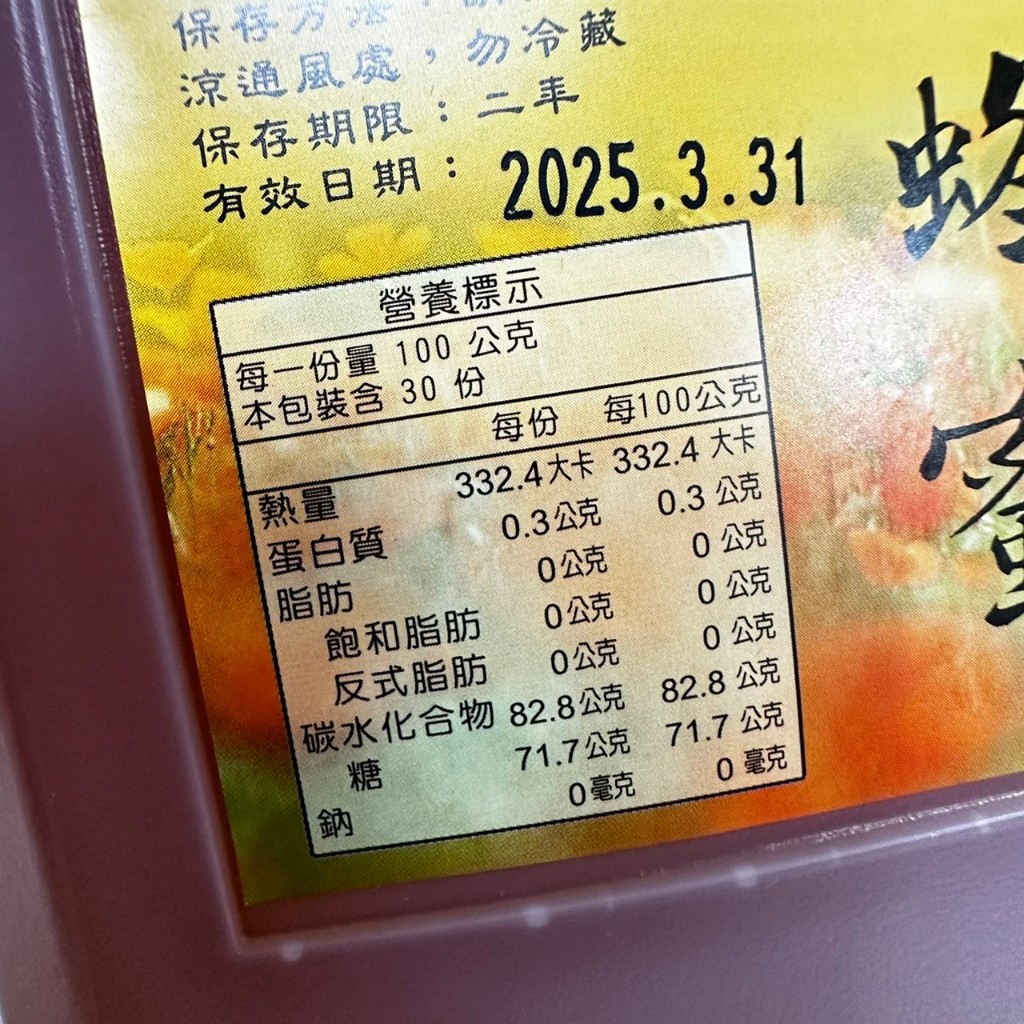 保存方法：
涼通風處，勿冷藏
保存期限：二年
有效日期：2025.3.31
營養標示
每一份量 100 公克
本包裝含 30 份
每份 每100公克
熱量 332.4大卡 332.4 大卡
蛋白質 0.3公克 0.3 公克
脂肪 0公克 0 公克
飽和脂肪 0公克 0 公克
反式脂肪 0公克 0 公克
碳水化合物 82.8公克 82.8 公克
糖 71.7公克 71.7 公克
鈉 0毫克 0 毫克
蜂
蜜